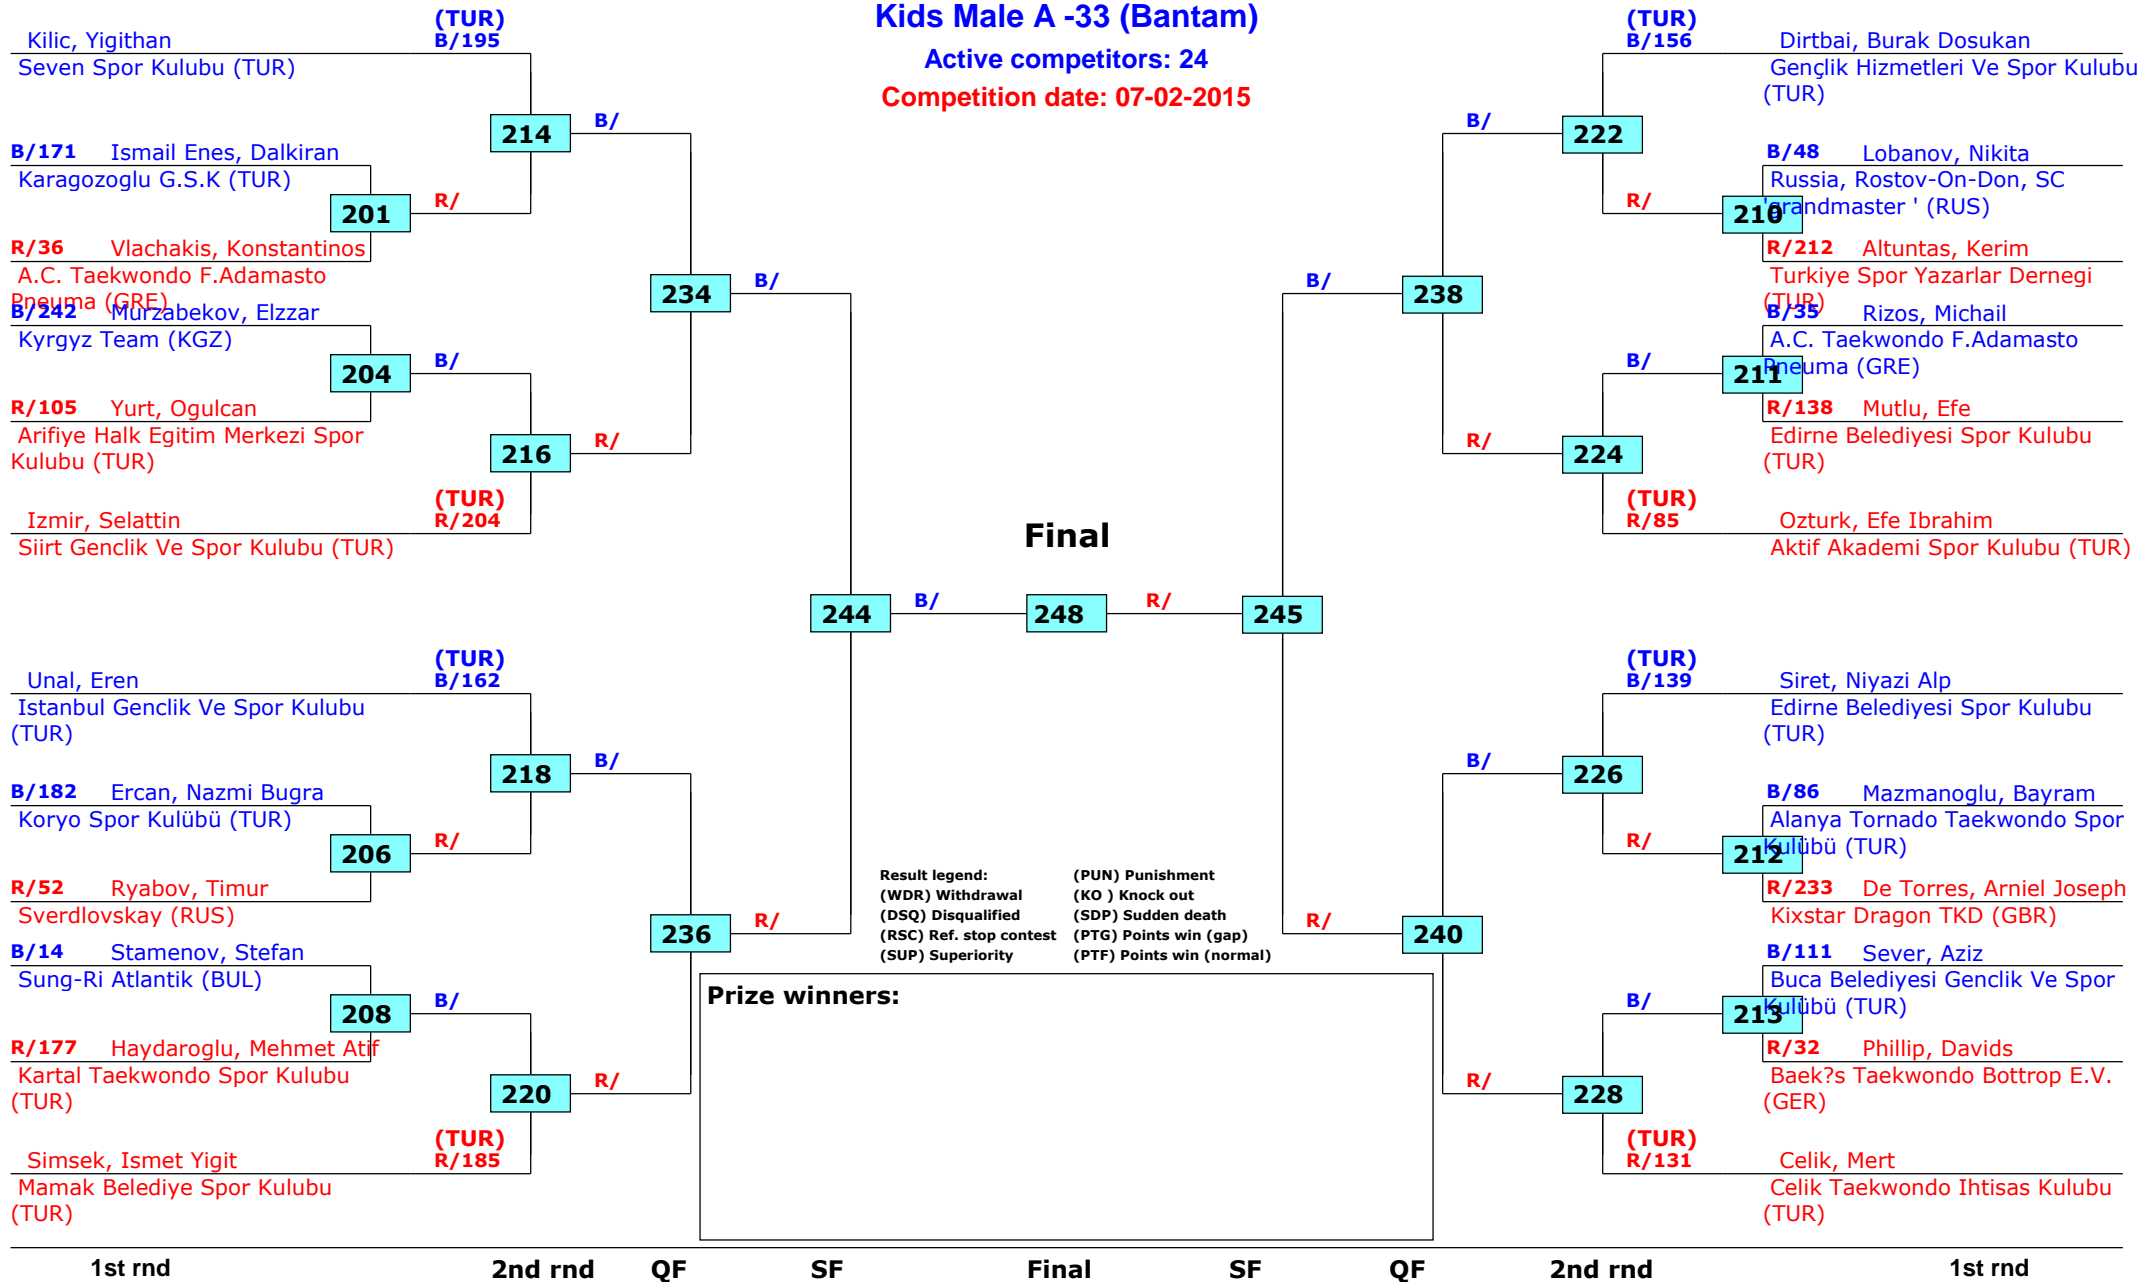 Kids Male A -33 (Bantam)
Active competitors: 24
Competition date: 07-02-2015
(TUR)
Kilic, Yigithan B/195
Seven Spor Kulubu (TUR)
214
B/
B/171 Ismail Enes, Dalkiran
Karagozoglu G.S.K (TUR)
201
R/
R/36 Vlachakis, Konstantinos
A.C. Taekwondo F.Adamasto
Pneuma (GRE)
234
B/
B/242 Murzabekov, Elzzar
Kyrgyz Team (KGZ)
204
B/
R/105 Yurt, Ogulcan
Arifiye Halk Egitim Merkezi Spor
Kulubu (TUR)
216
R/
(TUR)
Izmir, Selattin R/204
Siirt Genclik Ve Spor Kulubu (TUR)
Final
244
B/
248
R/
245
(TUR)
Unal, Eren B/162
Istanbul Genclik Ve Spor Kulubu
(TUR)
218
B/
B/182 Ercan, Nazmi Bugra
Koryo Spor Kulübü (TUR)
206
R/
R/52 Ryabov, Timur
Sverdlovskay (RUS)
236
R/
B/14 Stamenov, Stefan
Sung-Ri Atlantik (BUL)
208
B/
R/177 Haydaroglu, Mehmet Atif
Kartal Taekwondo Spor Kulubu
(TUR)
220
R/
(TUR)
Simsek, Ismet Yigit R/185
Mamak Belediye Spor Kulubu
(TUR)
(TUR)
B/156 Dirtbai, Burak Dosukan
Gençlik Hizmetleri Ve Spor Kulubu
(TUR)
B/
222
B/48 Lobanov, Nikita
Russia, Rostov-On-Don, SC
'grandmaster ' (RUS)
R/
210
R/212 Altuntas, Kerim
Turkiye Spor Yazarlar Dernegi
(TUR)
B/
238
B/35 Rizos, Michail
A.C. Taekwondo F.Adamasto
Pneuma (GRE)
B/
211
R/138 Mutlu, Efe
Edirne Belediyesi Spor Kulubu
(TUR)
R/
224
(TUR)
R/85 Ozturk, Efe Ibrahim
Aktif Akademi Spor Kulubu (TUR)
(TUR)
B/139 Siret, Niyazi Alp
Edirne Belediyesi Spor Kulubu
(TUR)
B/
226
B/86 Mazmanoglu, Bayram
Alanya Tornado Taekwondo Spor
Kulübü (TUR)
R/
212
R/233 De Torres, Arniel Joseph
Kixstar Dragon TKD (GBR)
R/
240
B/111 Sever, Aziz
Buca Belediyesi Genclik Ve Spor
Kulübü (TUR)
B/
213
R/32 Phillip, Davids
Baek?s Taekwondo Bottrop E.V.
(GER)
R/
228
(TUR)
R/131 Celik, Mert
Celik Taekwondo Ihtisas Kulubu
(TUR)
Result legend: (PUN) Punishment
(WDR) Withdrawal (KO ) Knock out
(DSQ) Disqualified (SDP) Sudden death
(RSC) Ref. stop contest (PTG) Points win (gap)
(SUP) Superiority (PTF) Points win (normal)
Prize winners:
1st rnd 2nd rnd QF SF Final SF QF 2nd rnd 1st rnd